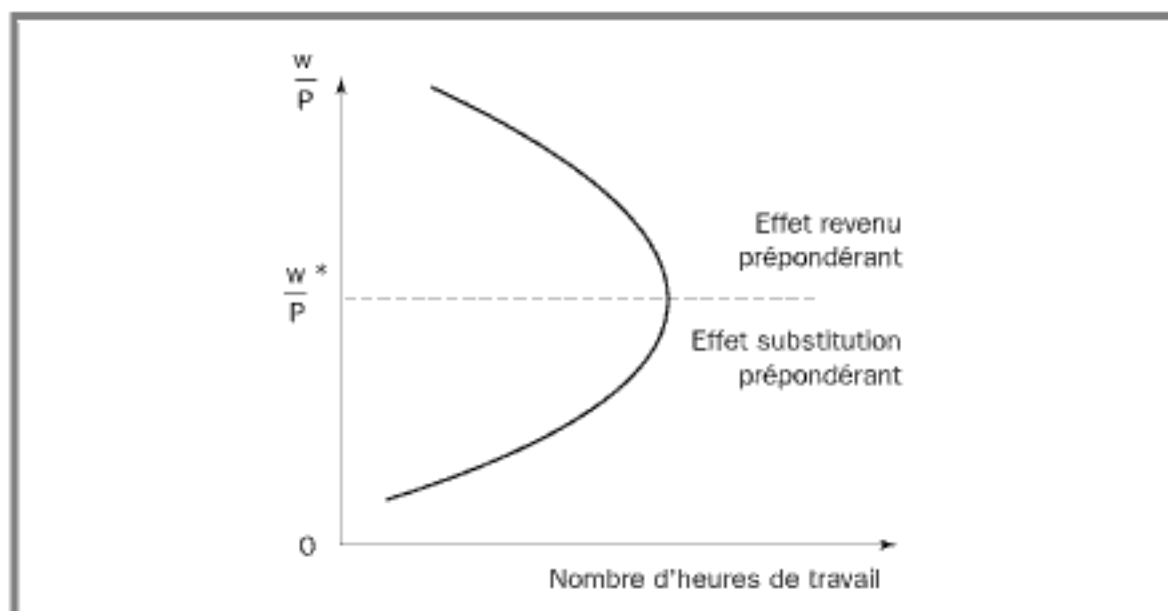 w
P
w *
P
Effet revenu
prépondérant
Effet substitution
prépondérant
0
Nombre d'heures de travail